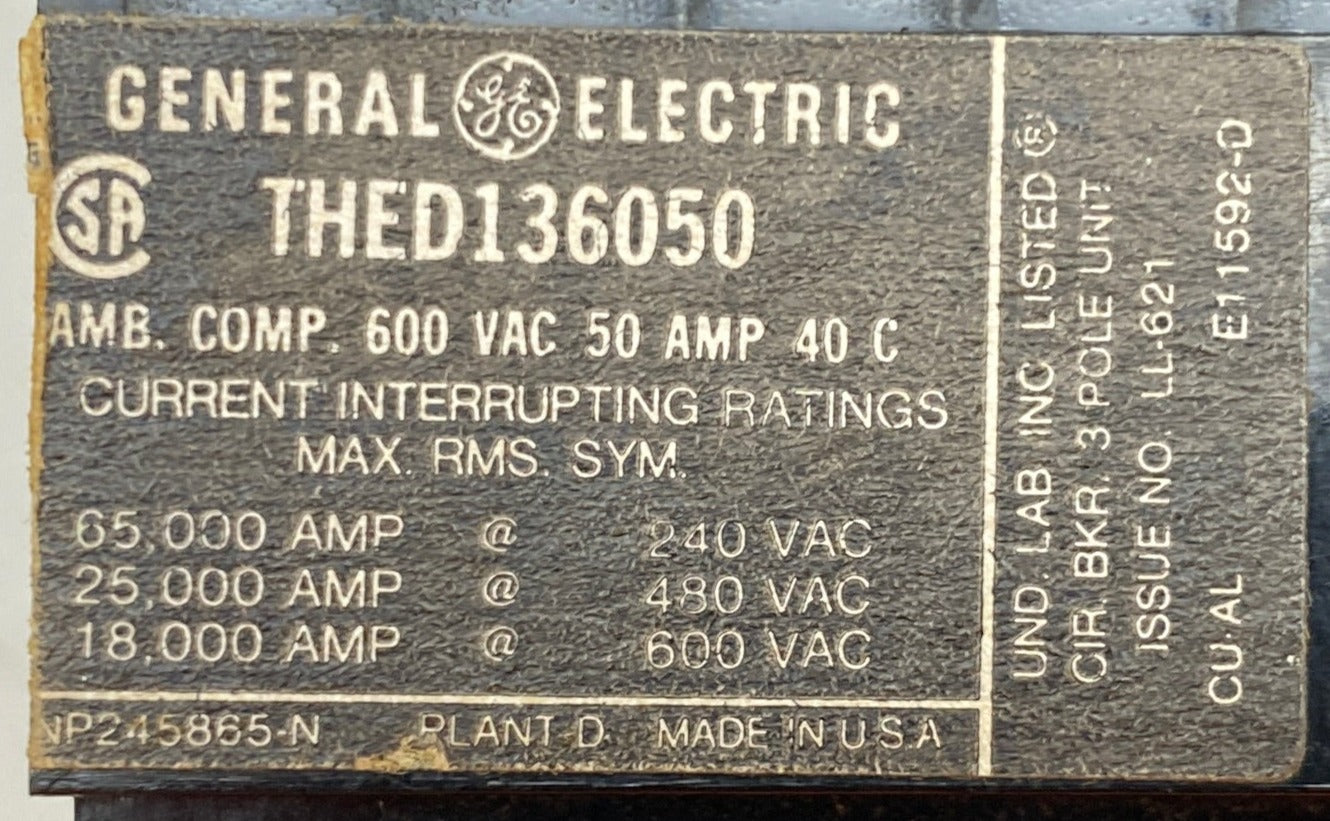 GENERAL GE ELECTRIC
CSA THED136050
AMB. COMP. 600 VAC 50 AMP 40 C
CURRENT INTERRUPTING RATINGS
MAX. RMS. SYM.
65,000 AMP @ 240 VAC
25,000 AMP @ 480 VAC
18,000 AMP @ 600 VAC
NP245865-N PLANT D. MADE IN U.S.A
UND. LAB INC LISTED ®
CIR. BKR. 3 POLE UNIT
ISSUE NO. LL-621
CU-AL E11592-D